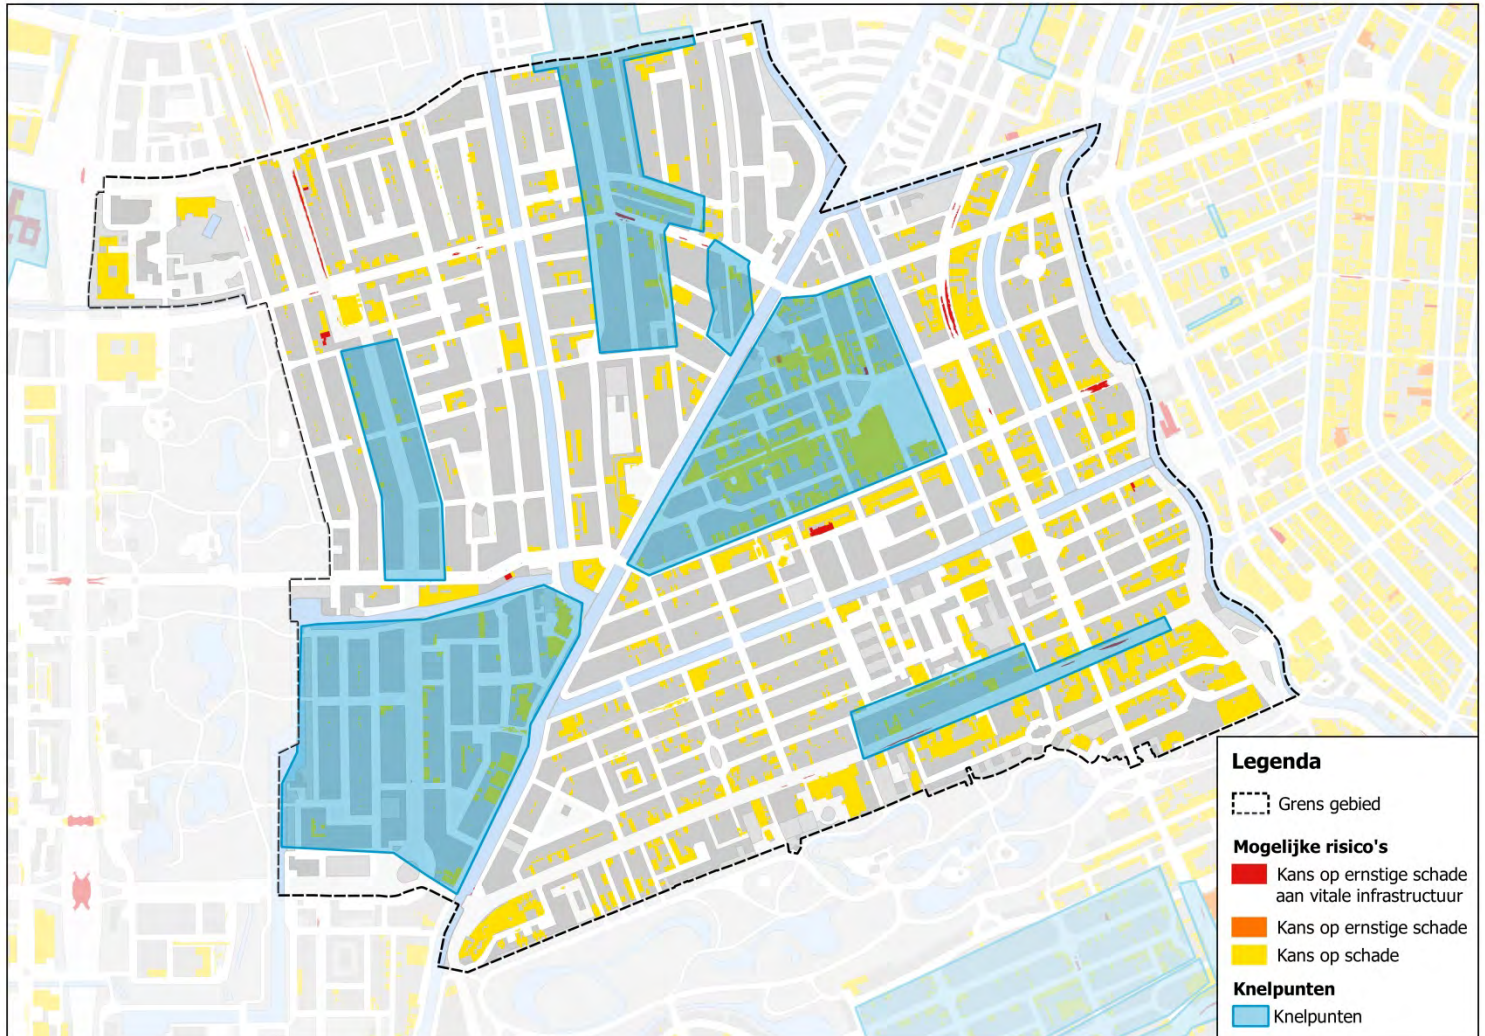 Legenda
Grens gebied
Mogelijke risico's
Kans op ernstige schade
aan vitale infrastructuur
Kans op ernstige schade
Kans op schade
Knelpunten
Knelpunten